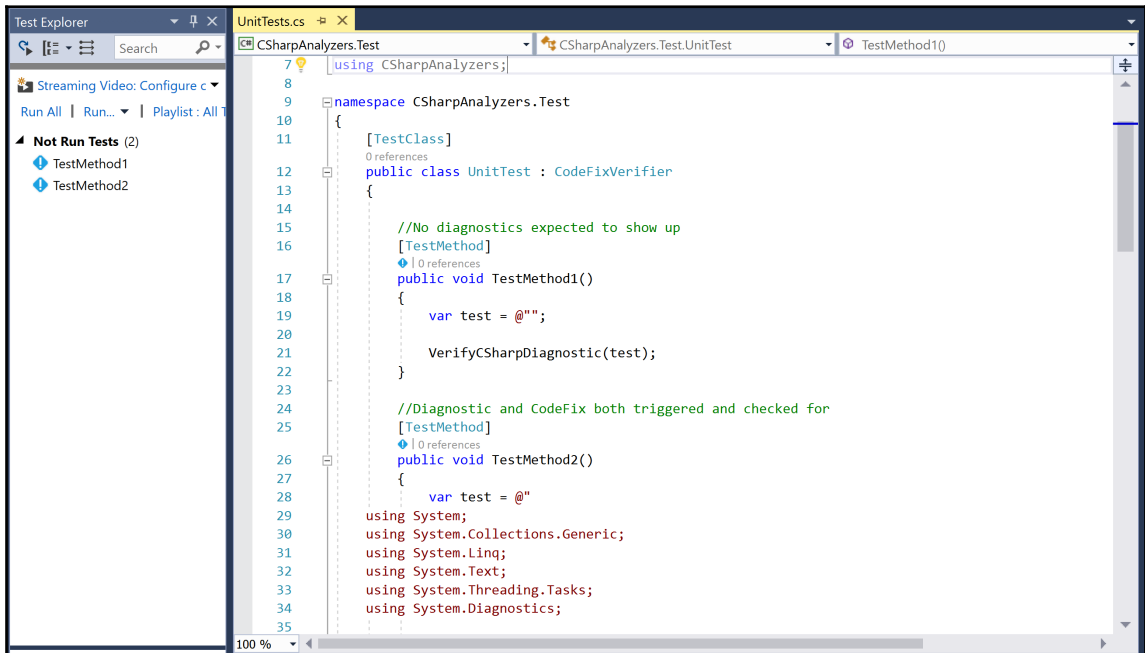 Test Explorer
Search
Streaming Video: Configure c
Run All | Run... | Playlist : All T
Not Run Tests (2)
TestMethod1
TestMethod2
UnitTests.cs
C# CSharpAnalyzers.Test CSharpAnalyzers.Test.UnitTest TestMethod1()
7 using CSharpAnalyzers;
8
9 namespace CSharpAnalyzers.Test
10 {
11 [TestClass]
0 references
12 public class UnitTest : CodeFixVerifier
13 {
14
15 //No diagnostics expected to show up
16 [TestMethod]
| 0 references
17 public void TestMethod1()
18 {
19 var test = @"";
20
21 VerifyCSharpDiagnostic(test);
22 }
23
24 //Diagnostic and CodeFix both triggered and checked for
25 [TestMethod]
| 0 references
26 public void TestMethod2()
27 {
28 var test = @"
29 using System;
30 using System.Collections.Generic;
31 using System.Linq;
32 using System.Text;
33 using System.Threading.Tasks;
34 using System.Diagnostics;
35
100 %